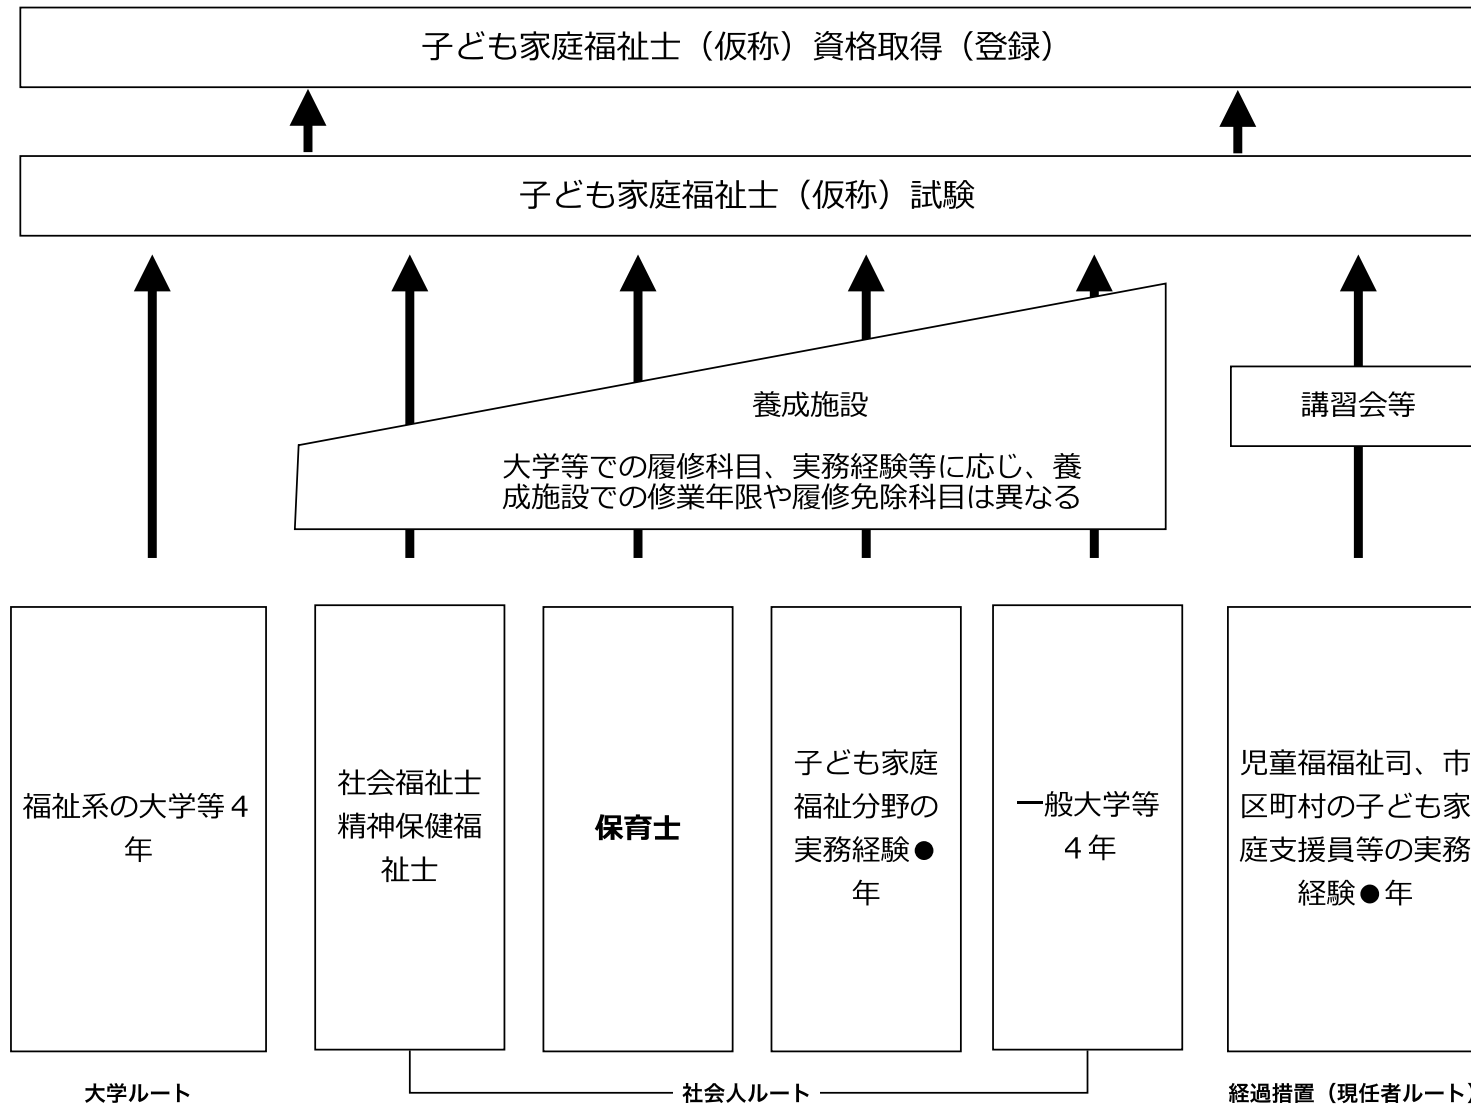 子ども家庭福祉士（仮称）資格取得（登録）
子ども家庭福祉士（仮称）試験
養成施設
大学等での履修科目、実務経験等に応じ、養
成施設での修業年限や履修免除科目は異なる
講習会等
福祉系の大学等４
年
社会福祉士
精神保健福
祉士
保育士
子ども家庭
福祉分野の
実務経験●
年
一般大学等
４年
児童福福祉司、市
区町村の子ども家
庭支援員等の実務
経験●年
大学ルート
社会人ルート
経過措置（現任者ルート）